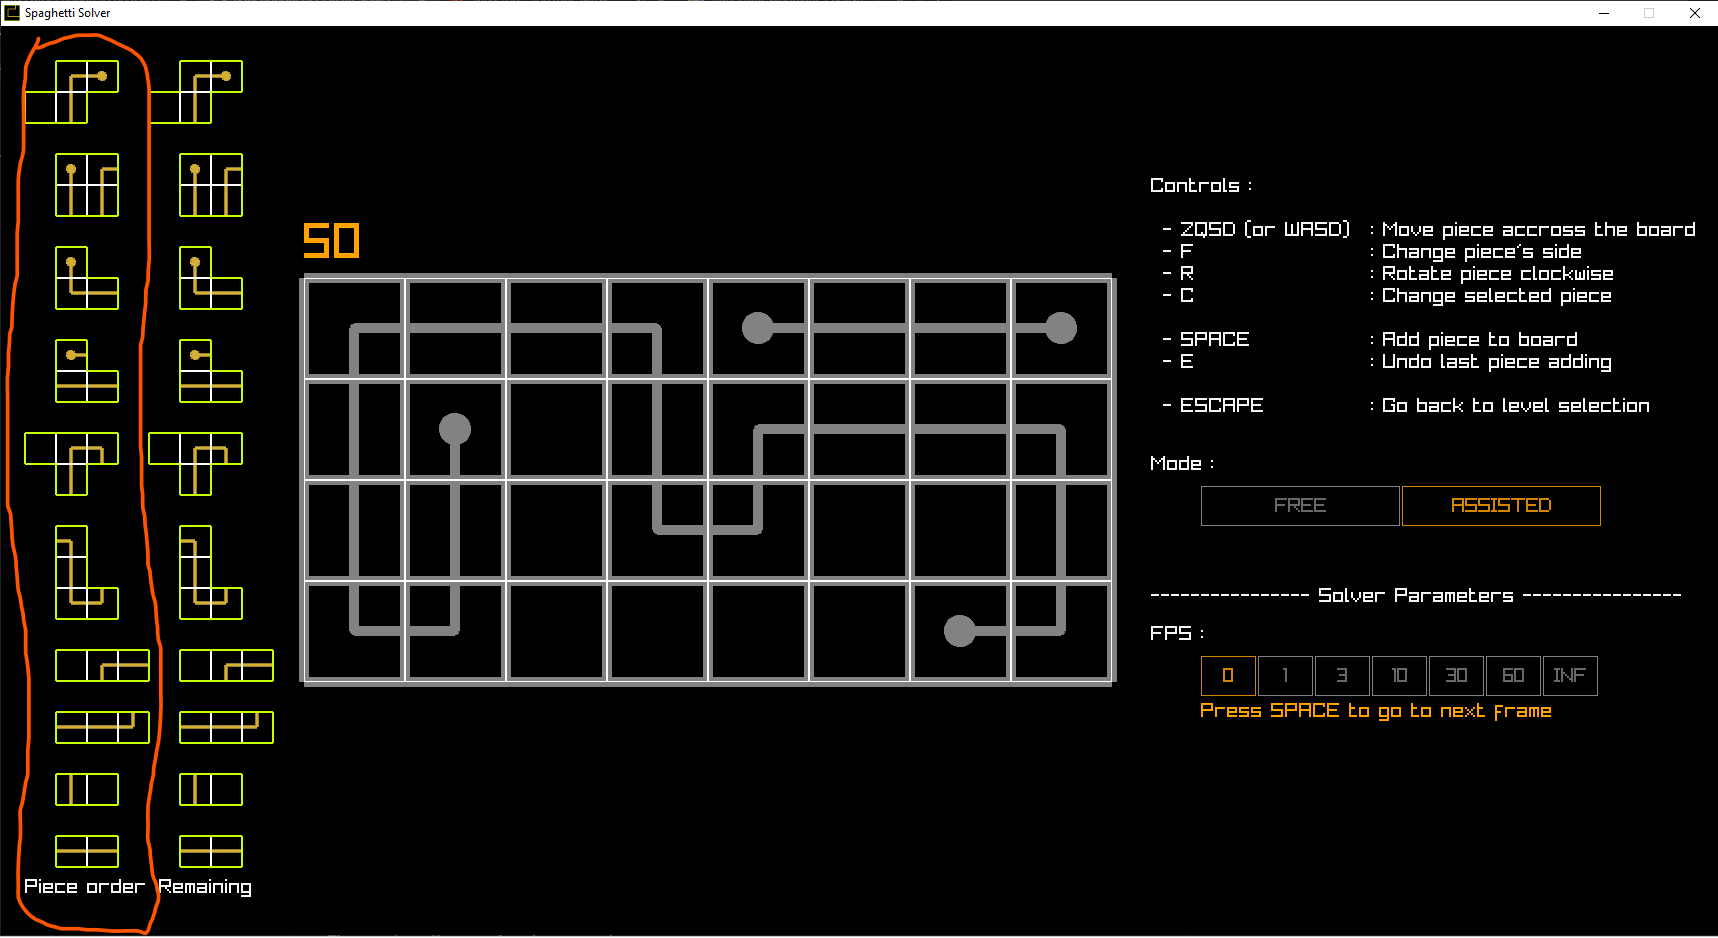 Spaghetti Solver
50
Controls :
- ZQSD (or WASD) : Move piece accross the board
- F : Change piece's side
- R : Rotate piece clockwise
- C : Change selected piece
- SPACE : Add piece to board
- E : Undo last piece adding
- ESCAPE : Go back to level selection
Mode :
FREE ASSISTED
---------------- Solver Parameters ----------------
FPS :
0 1 3 10 30 60 INF
Press SPACE to go to next frame
Piece order Remaining